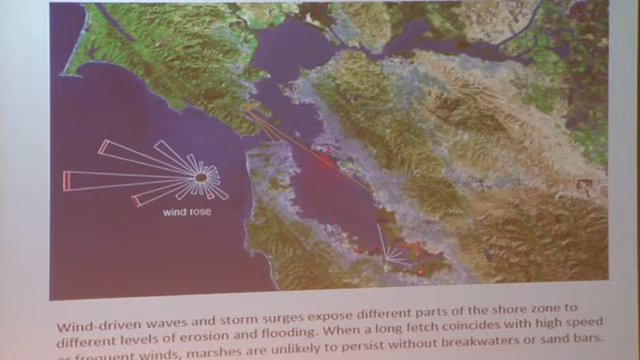 wind rose
Wind-driven waves and storm surges expose different parts of the shore zone to
different levels of erosion and flooding. When a long fetch coincides with high speed
or frequent winds, marshes are unlikely to persist without breakwaters or sand bars.